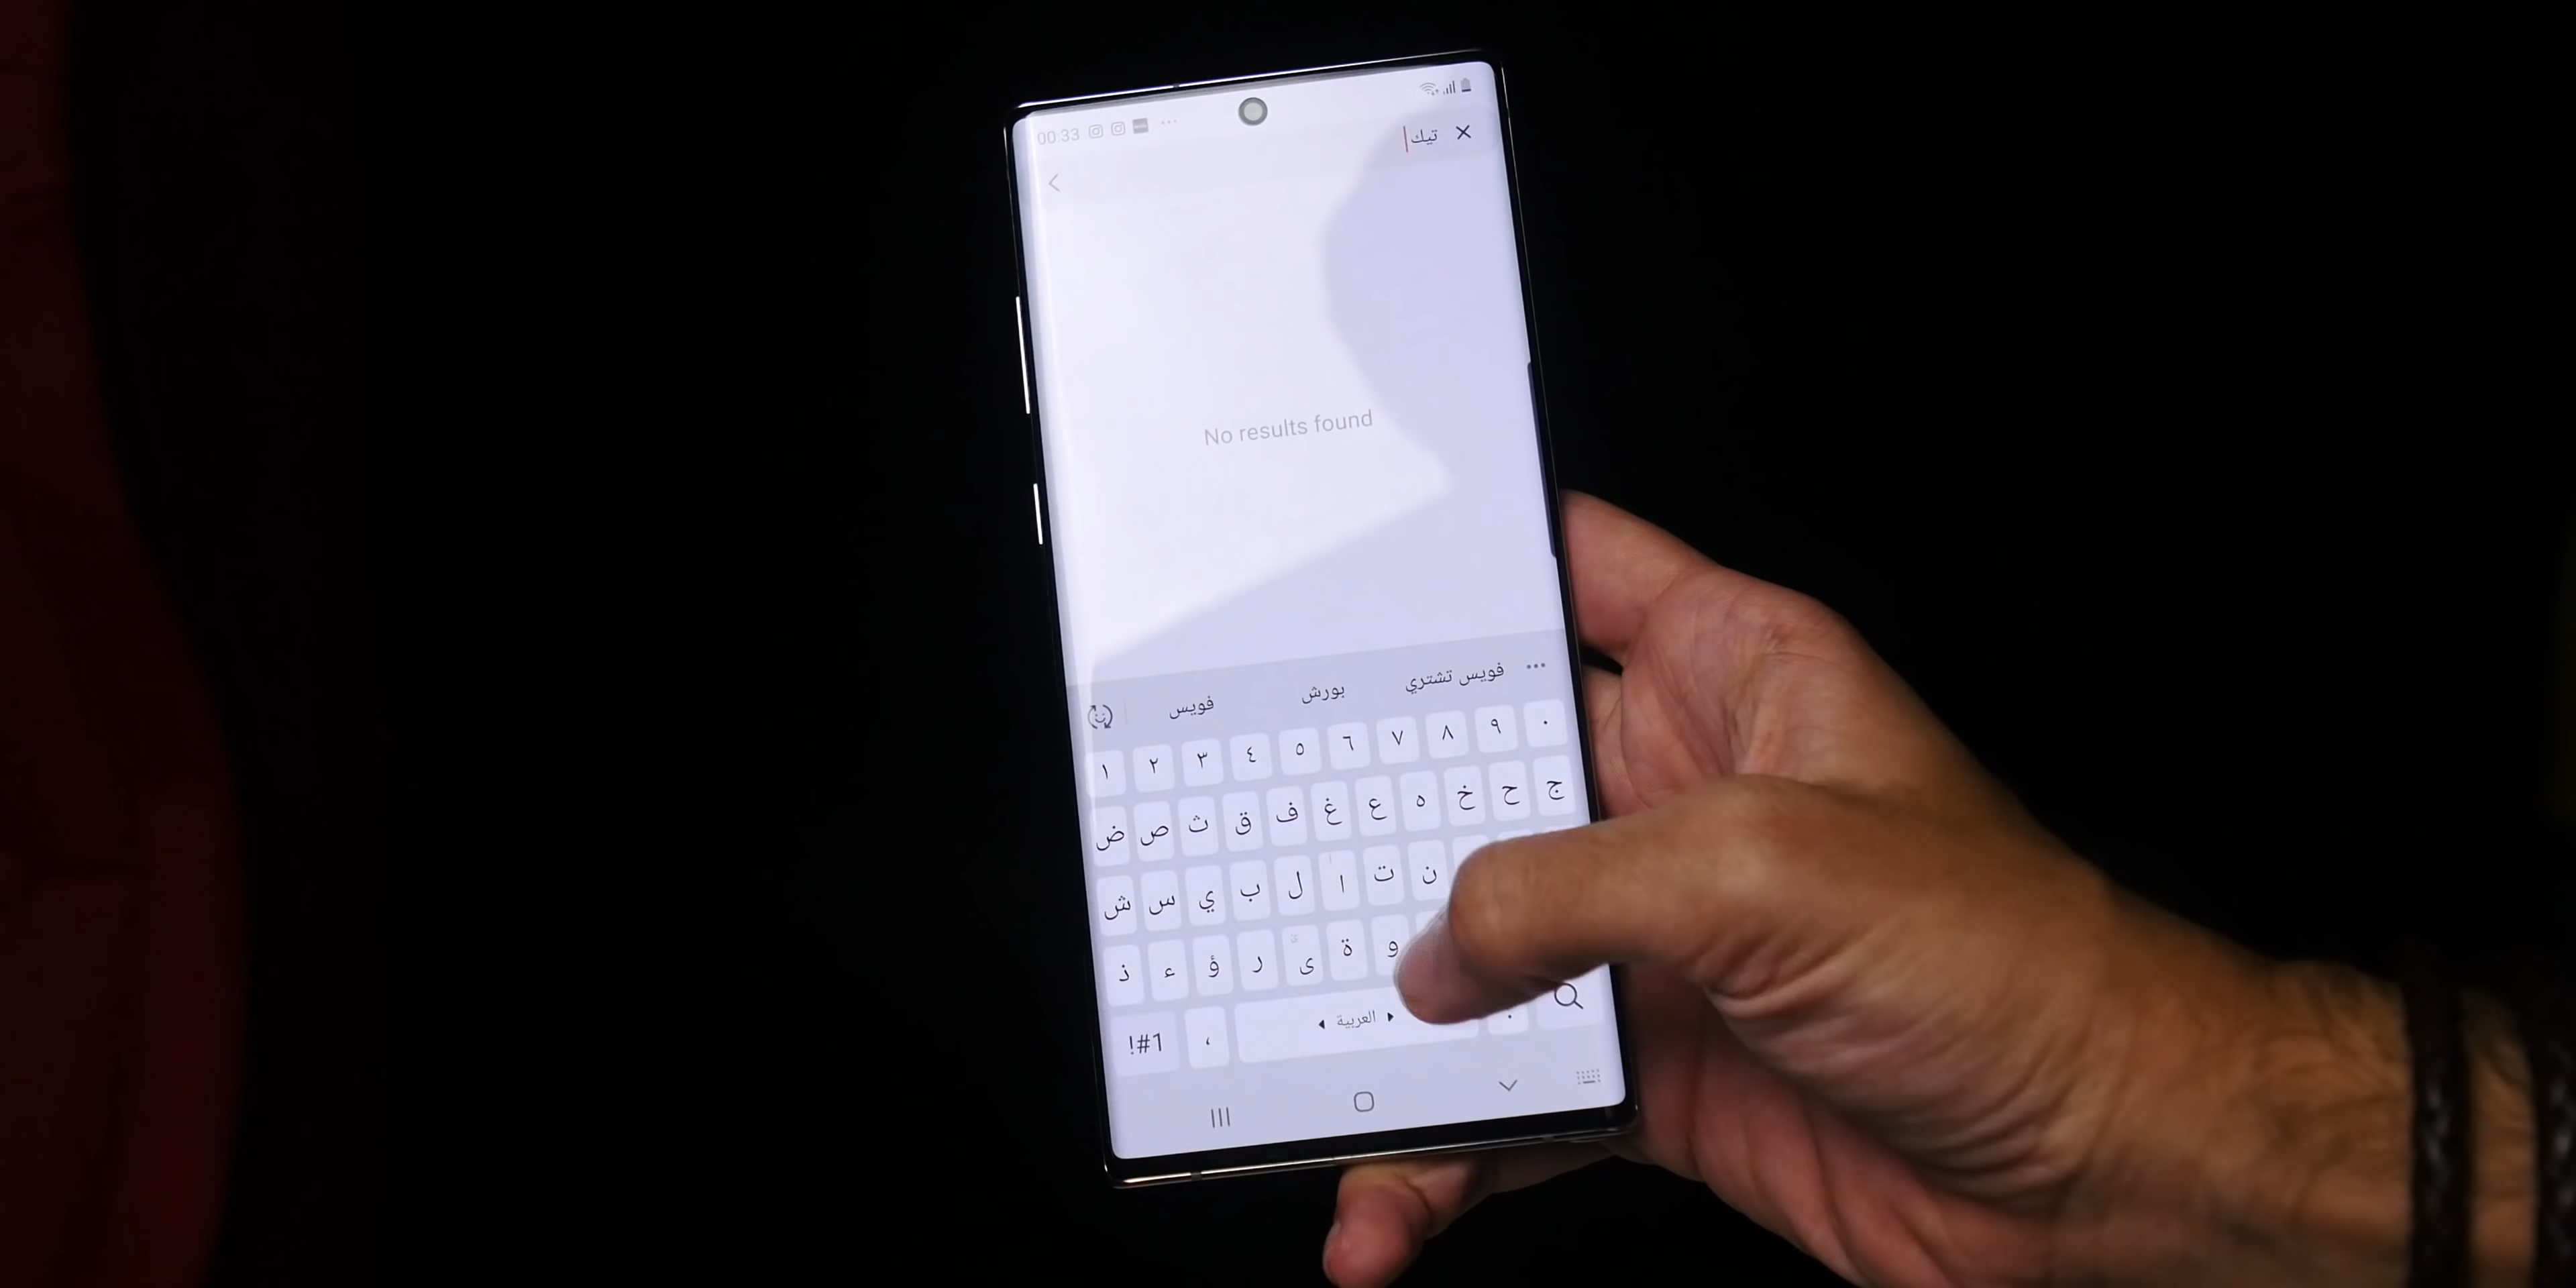 00:33
تيك
No results found
فويس بورش فويس تشتري
١ ٢ ٣ ٤ ٥ ٦ ٧ ٨ ٩ ٠
ض ص ث ق ف غ ع ه خ ح ج
ش س ي ب ل ا ت ن
ذ ء ؤ ر ى ة و
!#1 ، العربية .